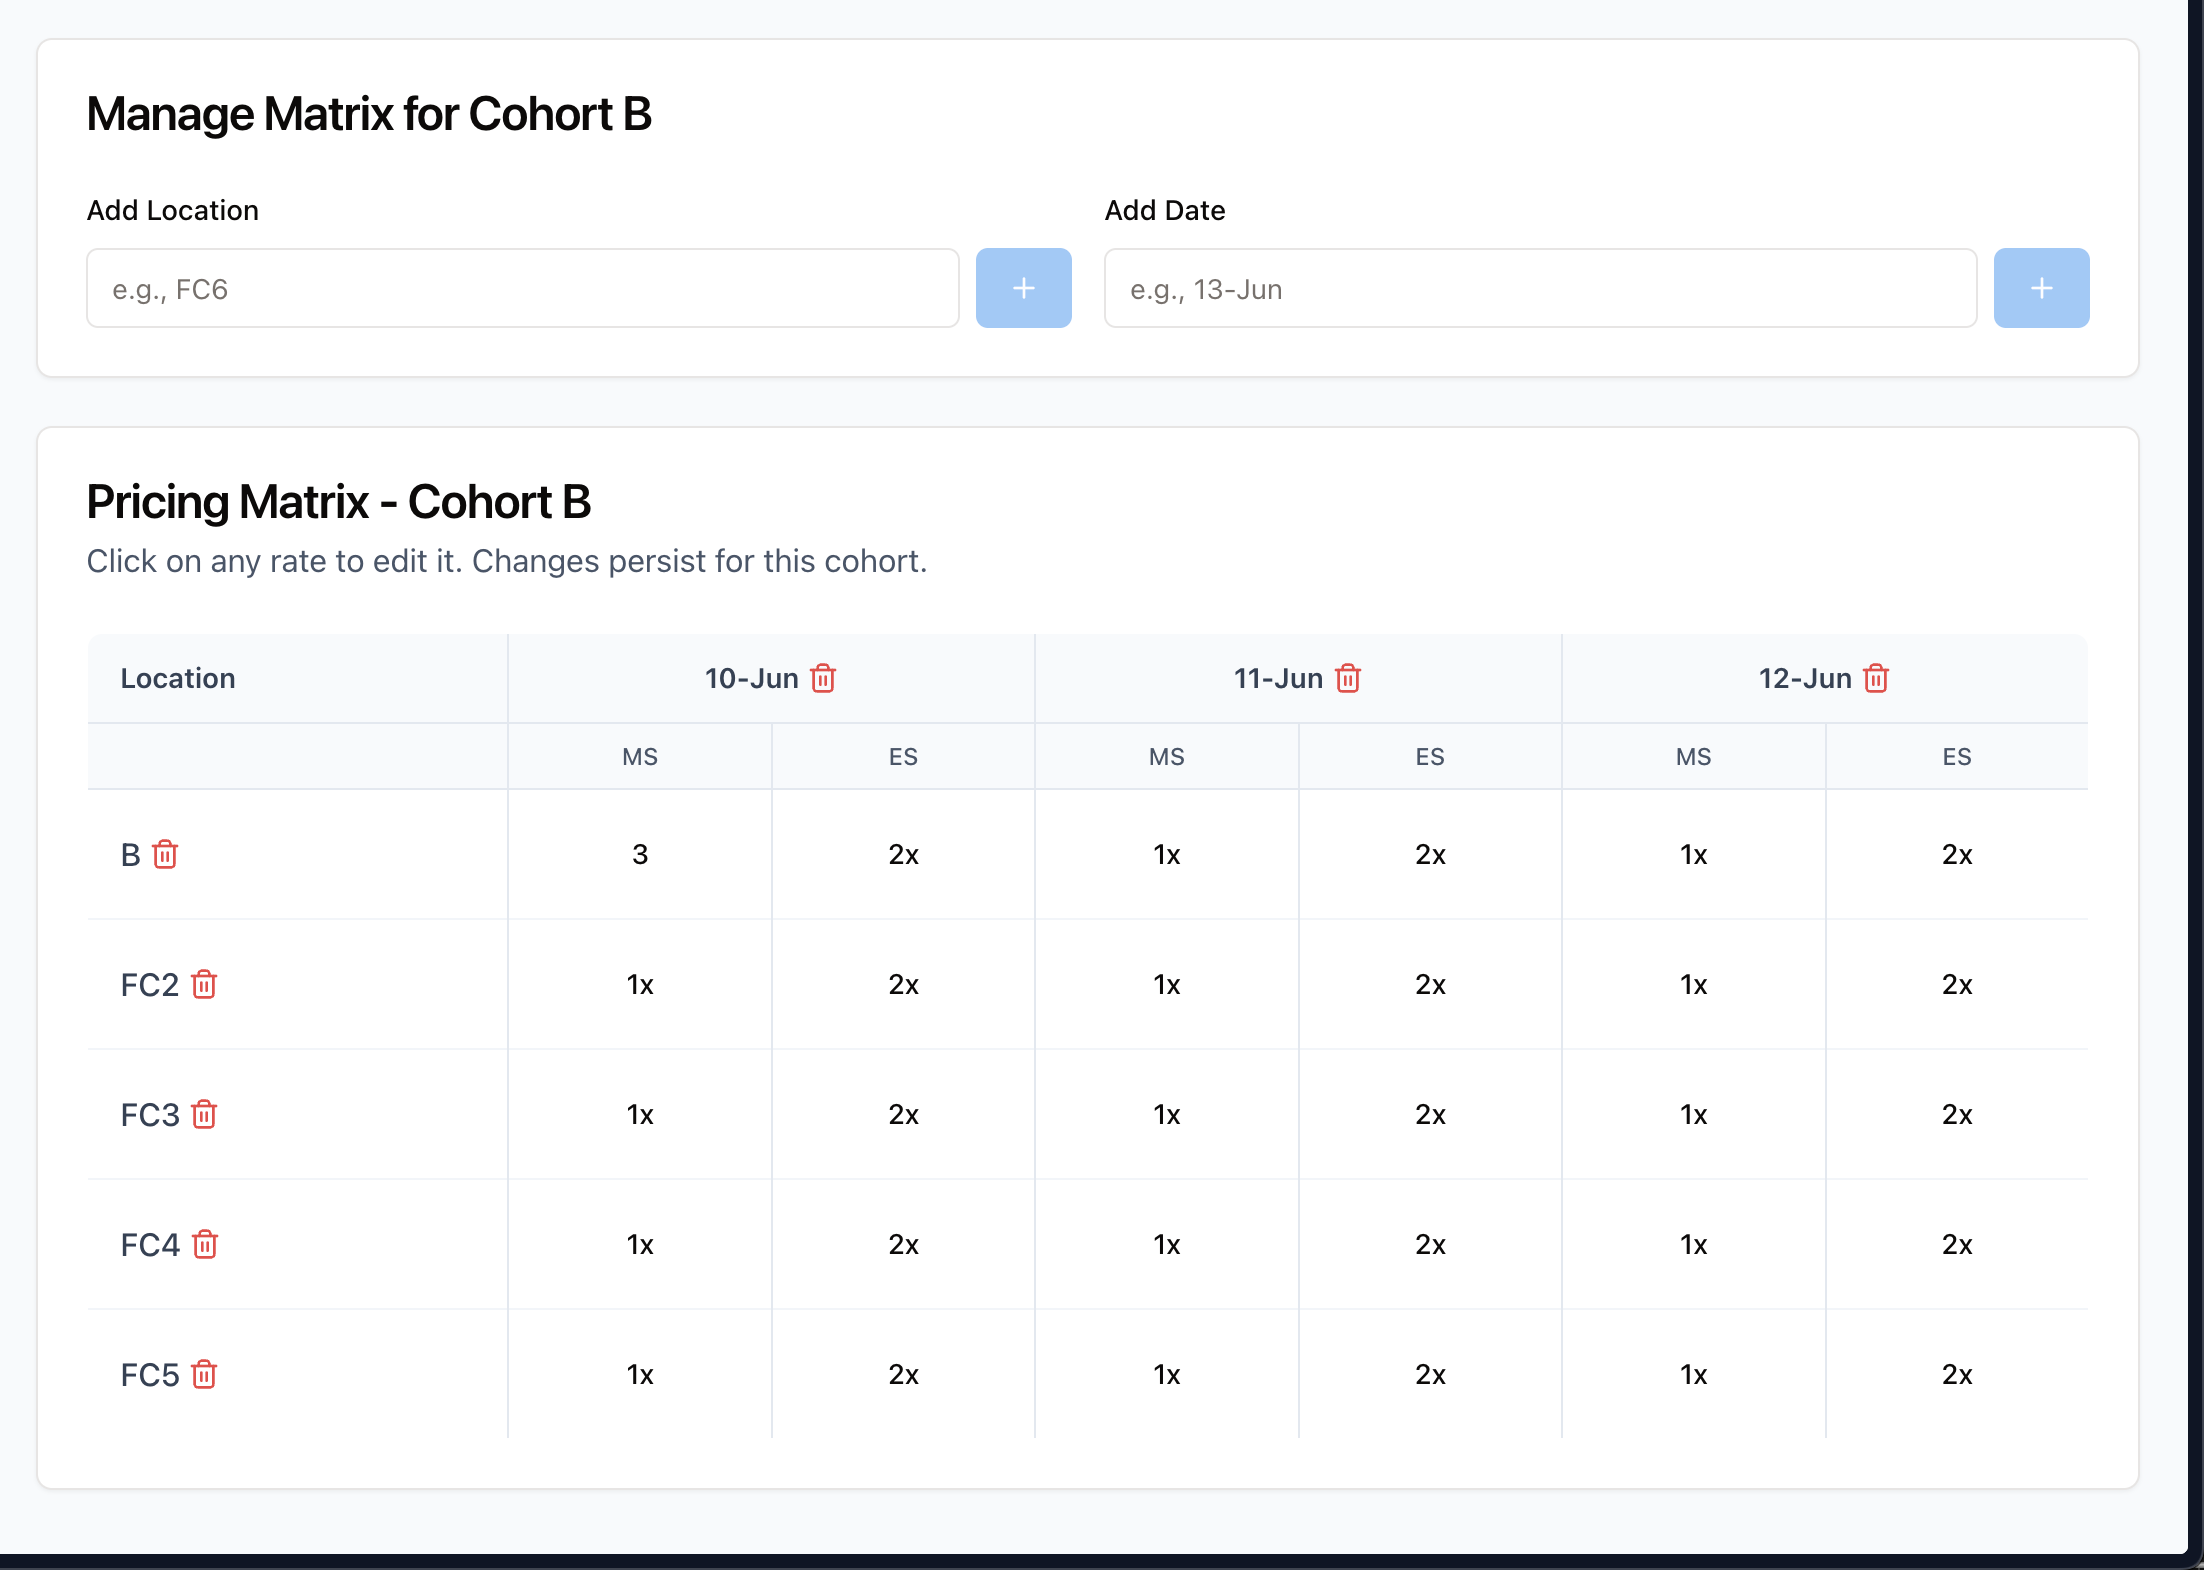 Manage Matrix for Cohort B
Add Location
Add Date
e.g., FC6
e.g., 13-Jun
Pricing Matrix - Cohort B
Click on any rate to edit it. Changes persist for this cohort.
Location 10-Jun 11-Jun 12-Jun
MS ES MS ES MS ES
B 3 2x 1x 2x 1x 2x
FC2 1x 2x 1x 2x 1x 2x
FC3 1x 2x 1x 2x 1x 2x
FC4 1x 2x 1x 2x 1x 2x
FC5 1x 2x 1x 2x 1x 2x